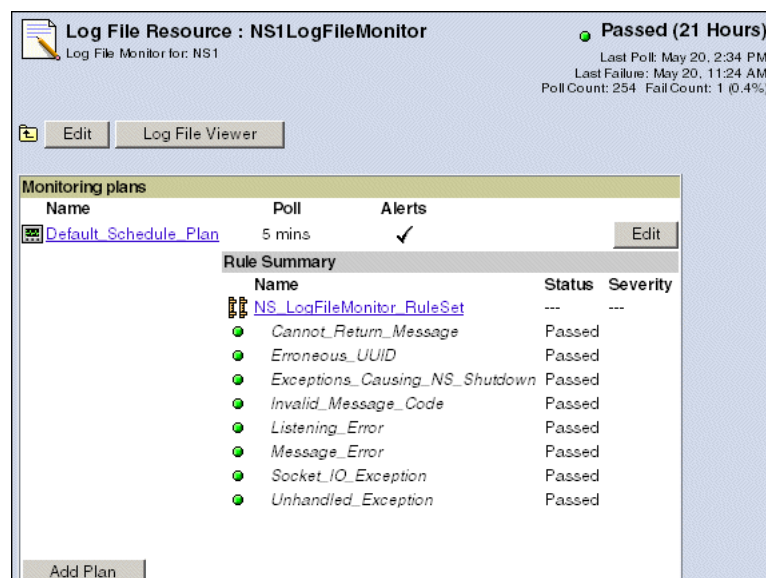 Log File Resource : NS1LogFileMonitor
Log File Monitor for: NS1
Passed (21 Hours)
Last Poll: May 20, 2:34 PM
Last Failure: May 20, 11:24 AM
Poll Count: 254 Fail Count: 1 (0.4%)
Edit
Log File Viewer
Monitoring plans
Name Poll Alerts
Default_Schedule_Plan 5 mins Edit
Rule Summary
Name Status Severity
NS_LogFileMonitor_RuleSet --- ---
Cannot_Return_Message Passed
Erroneous_UUID Passed
Exceptions_Causing_NS_Shutdown Passed
Invalid_Message_Code Passed
Listening_Error Passed
Message_Error Passed
Socket_IO_Exception Passed
Unhandled_Exception Passed
Add Plan